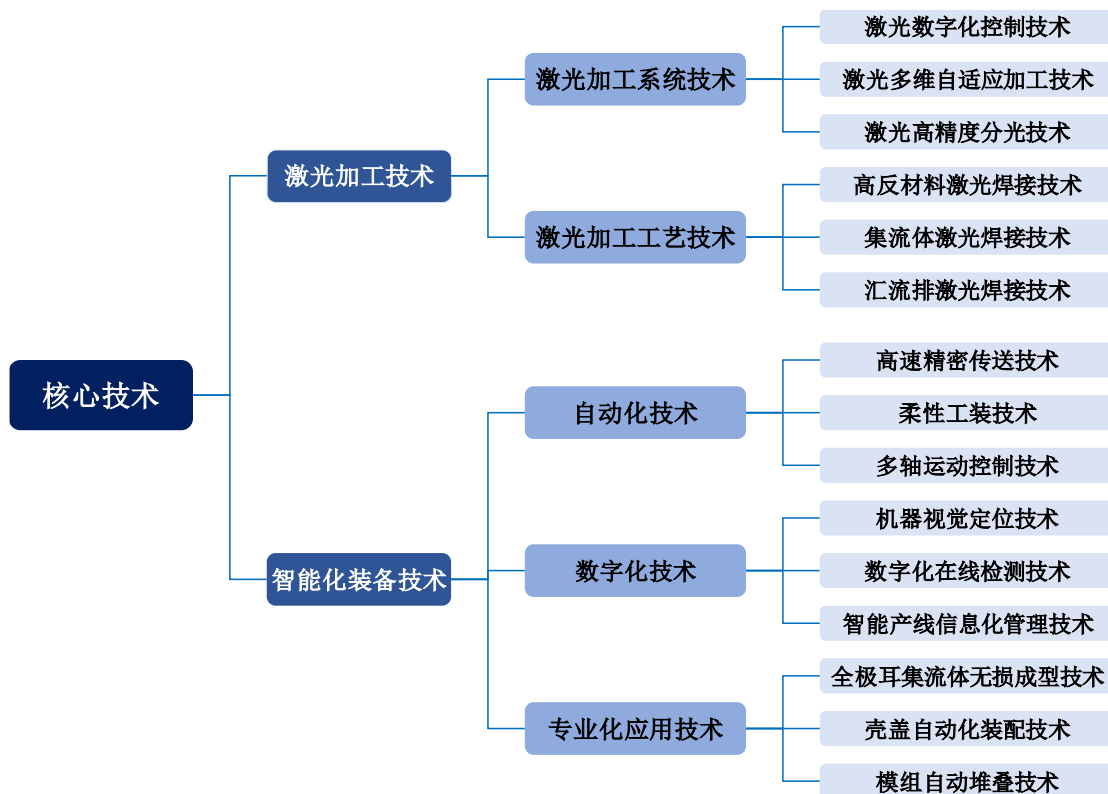 核心技术
激光加工技术
激光加工系统技术
激光数字化控制技术
激光多维自适应加工技术
激光高精度分光技术
激光加工工艺技术
高反材料激光焊接技术
集流体激光焊接技术
汇流排激光焊接技术
智能化装备技术
自动化技术
高速精密传送技术
柔性工装技术
多轴运动控制技术
数字化技术
机器视觉定位技术
数字化在线检测技术
智能产线信息化管理技术
专业化应用技术
全极耳集流体无损成型技术
壳盖自动化装配技术
模组自动堆叠技术